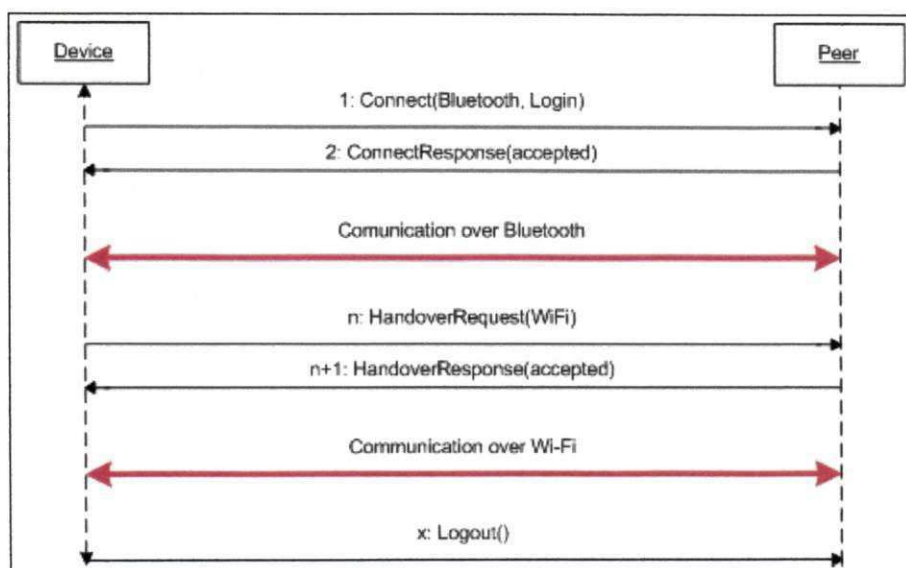 Device
Peer
1: Connect(Bluetooth, Login)
2: ConnectResponse(accepted)
Comunication over Bluetooth
n: HandoverRequest(WiFi)
n+1: HandoverResponse(accepted)
Communication over Wi-Fi
x: Logout()